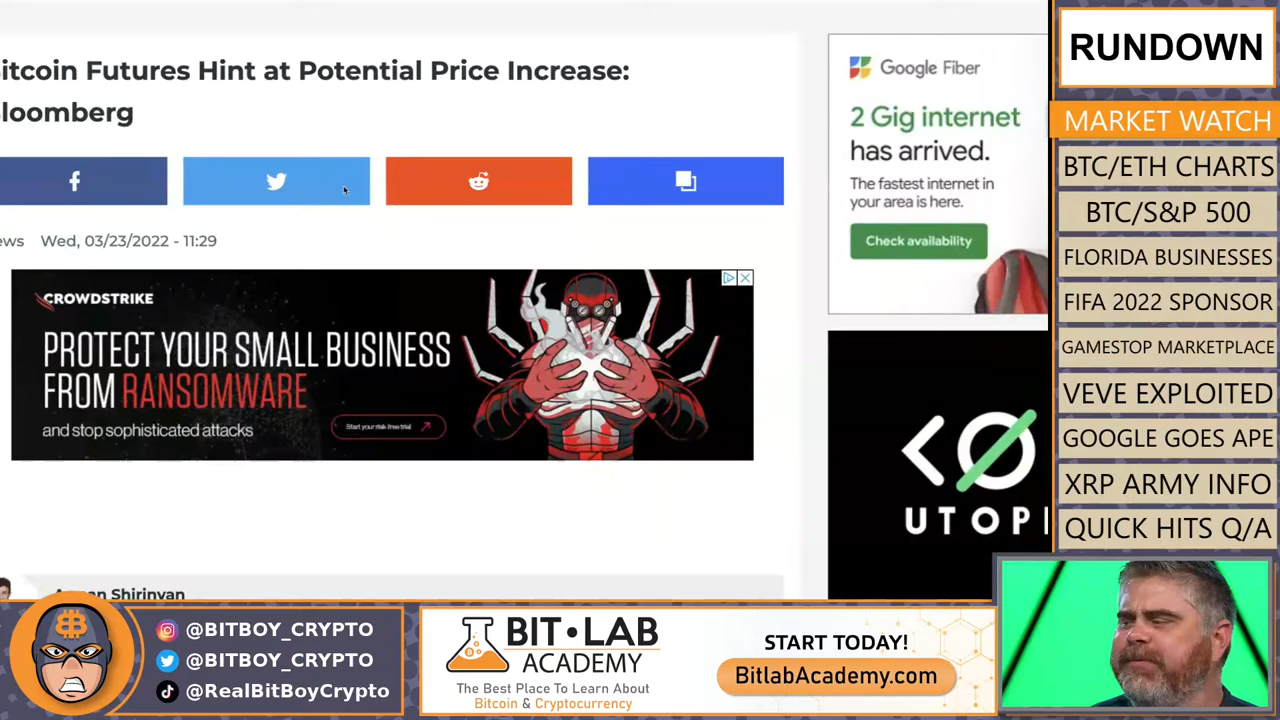 itcoin Futures Hint at Potential Price Increase:
loomberg
ews Wed, 03/23/2022 - 11:29
CROWDSTRIKE
PROTECT YOUR SMALL BUSINESS
FROM RANSOMWARE
and stop sophisticated attacks
Start your risk-free trial
Shirinyan
Google Fiber
2 Gig internet
has arrived.
The fastest internet in
your area is here.
Check availability
UTOPI
RUNDOWN
MARKET WATCH
BTC/ETH CHARTS
BTC/S&P 500
FLORIDA BUSINESSES
FIFA 2022 SPONSOR
GAMESTOP MARKETPLACE
VEVE EXPLOITED
GOOGLE GOES APE
XRP ARMY INFO
QUICK HITS Q/A
@BITBOY_CRYPTO
@BITBOY_CRYPTO
@RealBitBoyCrypto
BIT•LAB
ACADEMY
The Best Place To Learn About
Bitcoin & Cryptocurrency
START TODAY!
BitlabAcademy.com